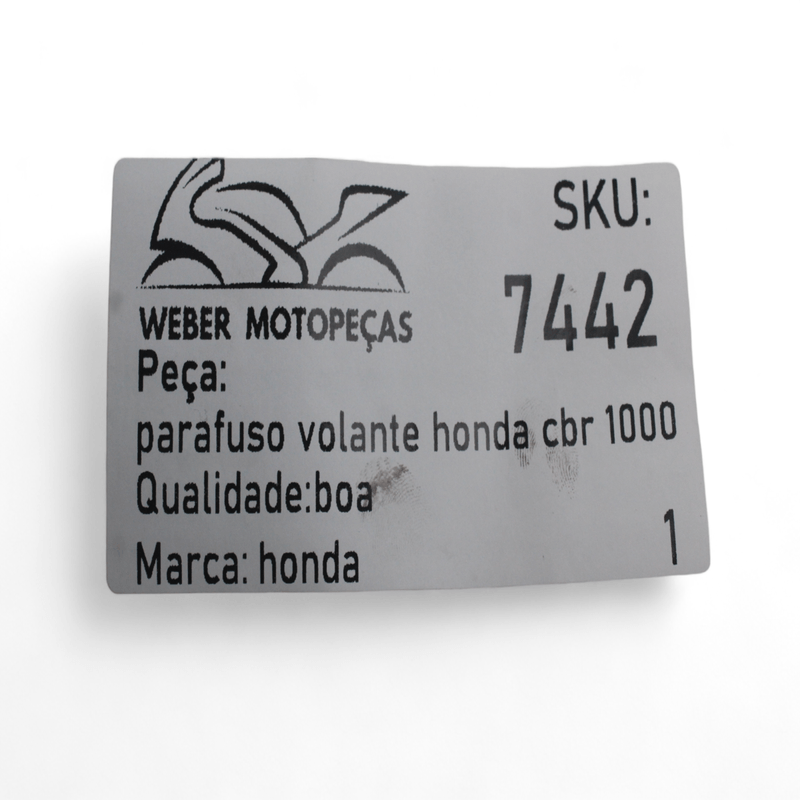 SKU:
7442
WEBER MOTOPEÇAS
Peça:
parafuso volante honda cbr 1000
Qualidade:boa
Marca: honda
1